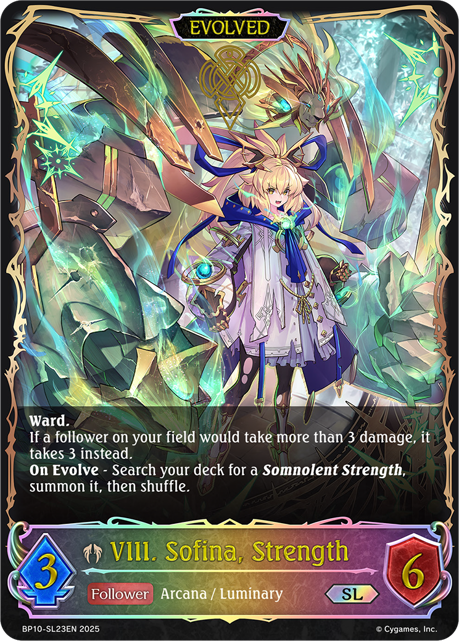 EVOLVED
Ward.
If a follower on your field would take more than 3 damage, it
takes 3 instead.
On Evolve - Search your deck for a Somnolent Strength,
summon it, then shuffle.
VIII. Sofina, Strength
3
6
Follower Arcana / Luminary SL
BP10-SL23EN 2025 © Cygames, Inc.